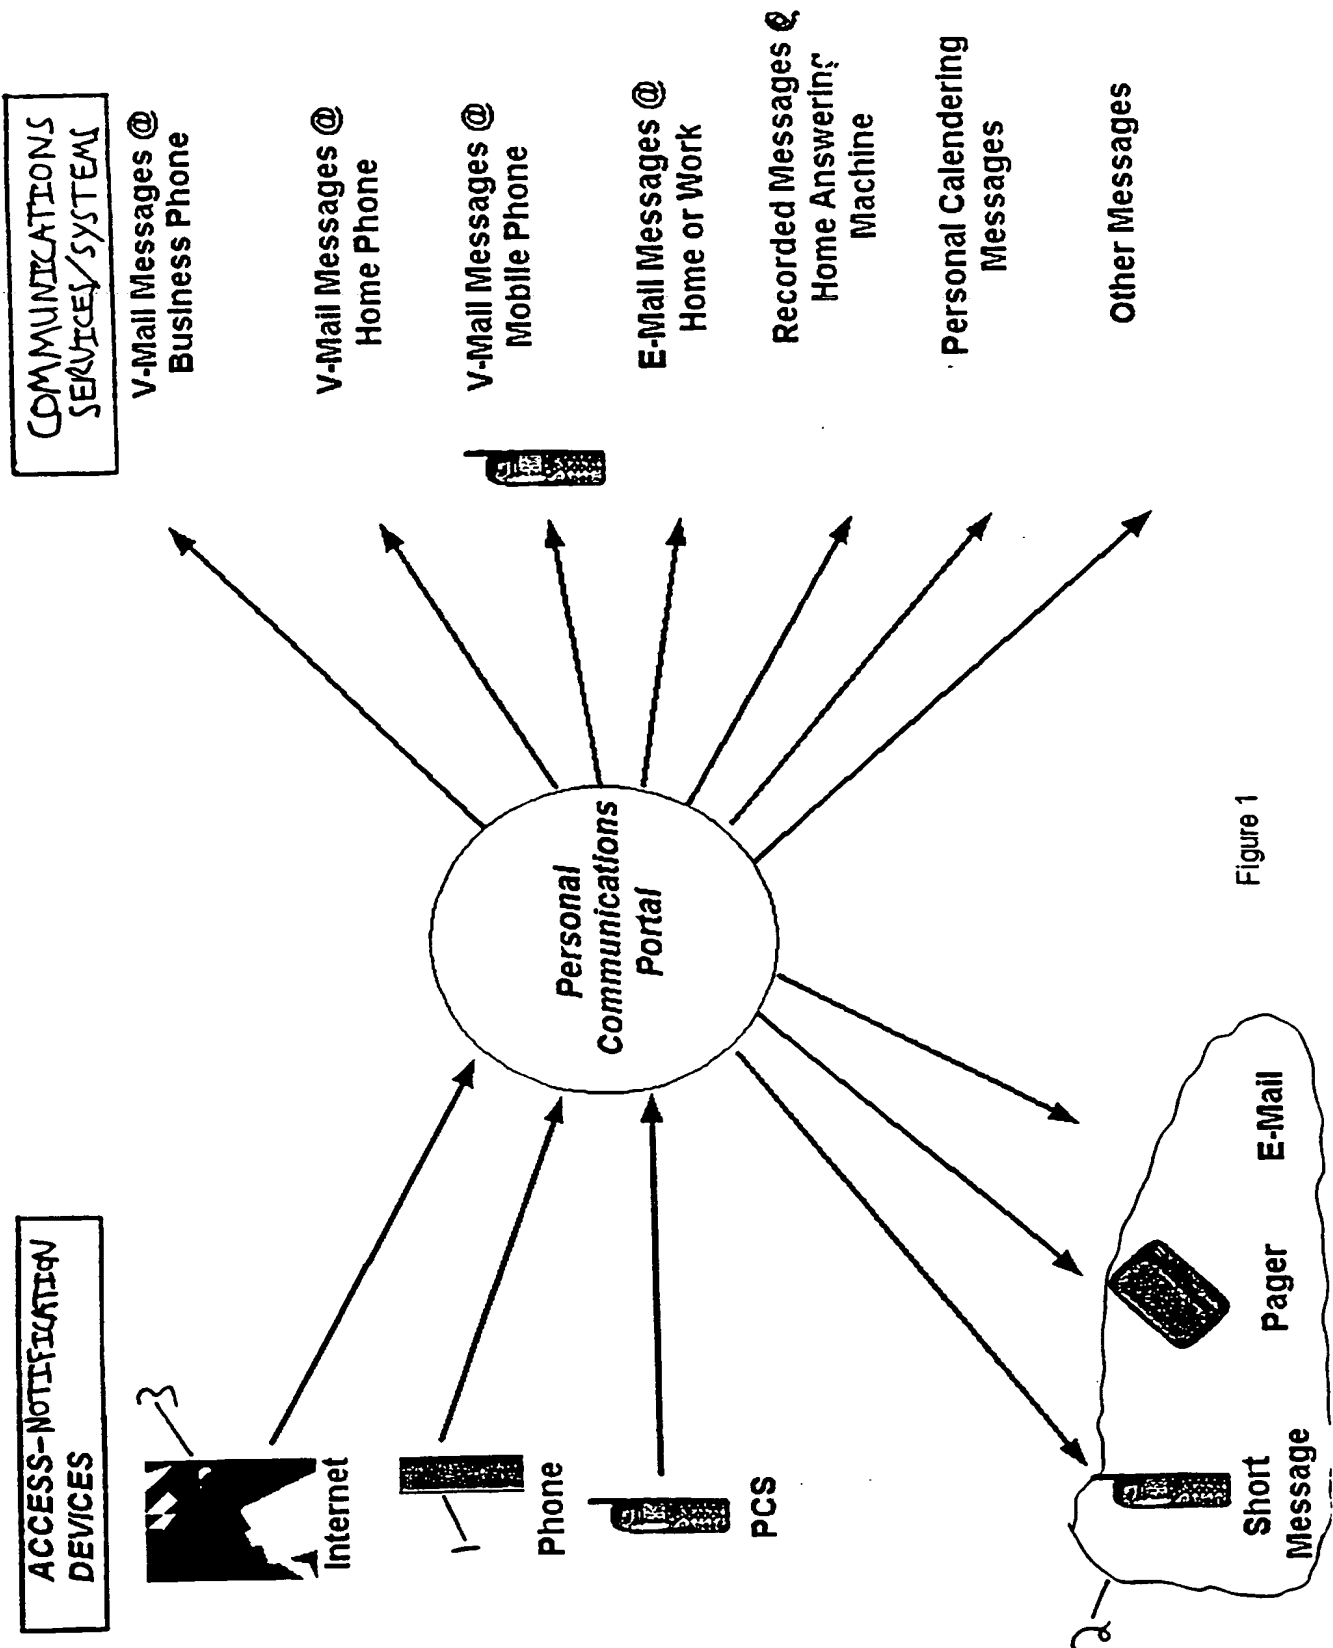 ACCESS-NOTIFICATION
DEVICES
3
Internet
1
Phone
PCS
2
Short
Message
Pager
E-Mail
Personal
Communications
Portal
COMMUNICATIONS
SERVICES/SYSTEMS
V-Mail Messages @
Business Phone
V-Mail Messages @
Home Phone
V-Mail Messages @
Mobile Phone
E-Mail Messages @
Home or Work
Recorded Messages @
Home Answering
Machine
Personal Calendering
Messages
Other Messages
Figure 1